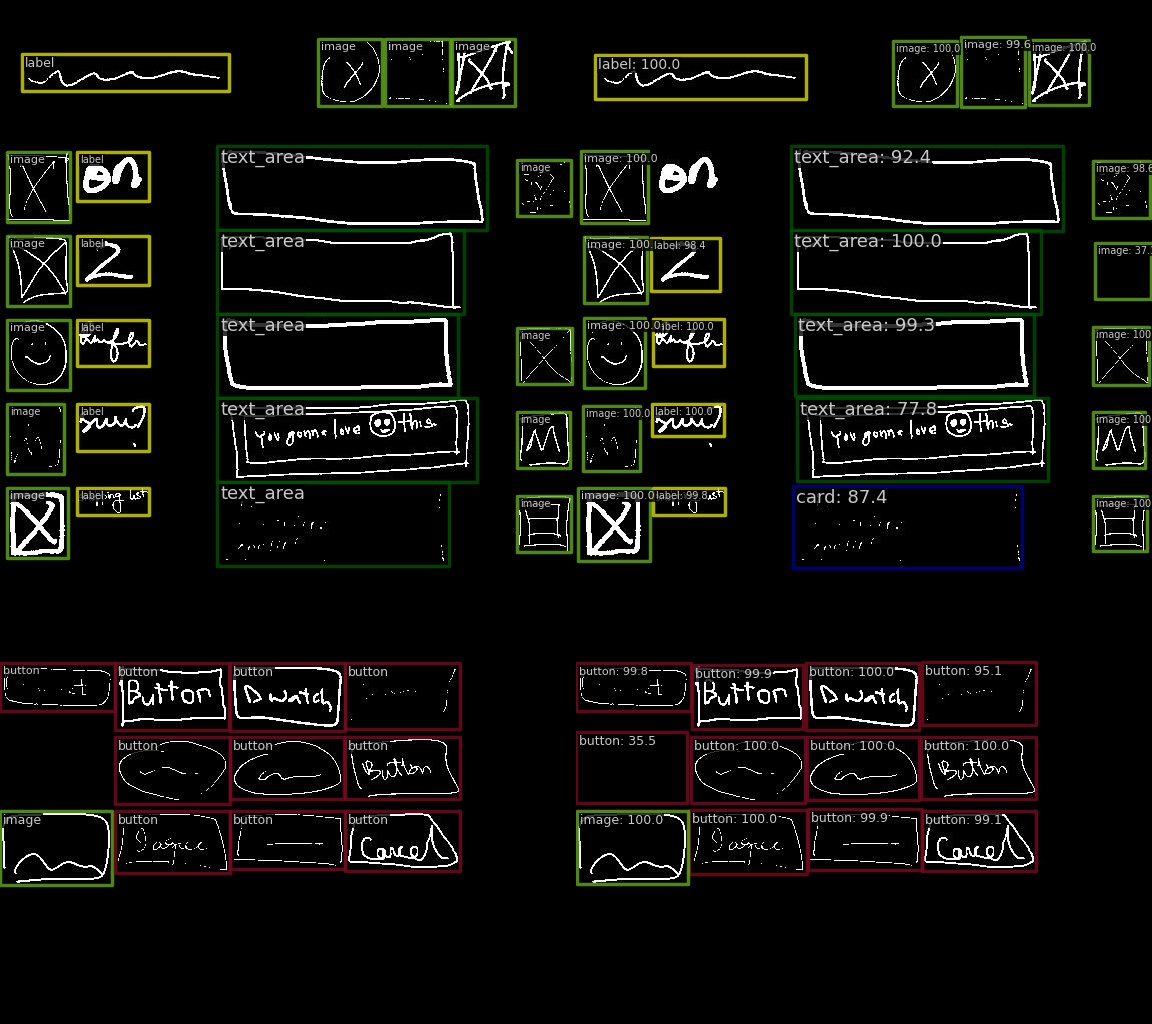 image image image image: 100.0 image: 99.6 image: 100.0
label label: 100.0
image label text_area image image: 100.0 text_area: 92.4 image: 98.6
on on
image label text_area image: 100.0 label: 98.4 text_area: 100.0 image: 37.
2 2
image label text_area image image: 100.0 label: 100.0 text_area: 99.3 image: 100
image label text_area image image: 100.0 label: 100.0 text_area: 77.8 image: 100
You gonna love this You gonna love this
M M
image label text_area image image: 100.0 label: 99.8 card: 87.4 image: 100
list
button button button button button: 99.8 button: 99.9 button: 100.0 button: 95.1
Button D watch Button D watch
button button button button: 35.5 button: 100.0 button: 100.0 button: 100.0
Button Button
image button button button image: 100.0 button: 100.0 button: 99.9 button: 99.1
I agree Cancel I agree Cancel